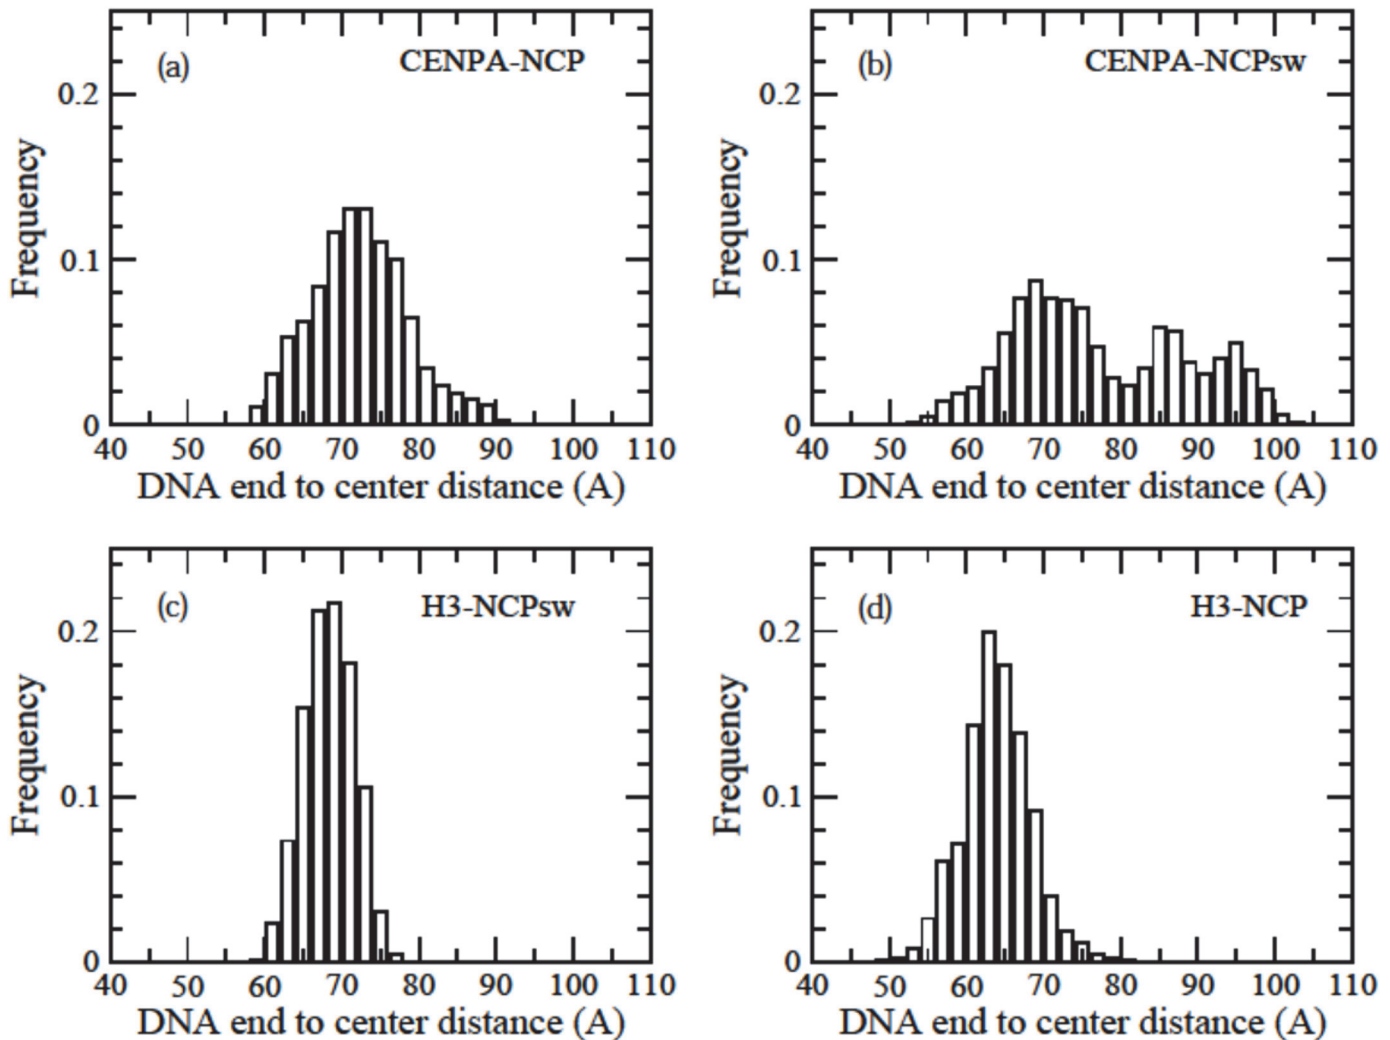 (a) CENPA-NCP
0.2
0.1
0
Frequency
40 50 60 70 80 90 100 110
DNA end to center distance (A)
(b) CENPA-NCPsw
0.2
0.1
0
Frequency
40 50 60 70 80 90 100 110
DNA end to center distance (A)
(c) H3-NCPsw
0.2
0.1
0
Frequency
40 50 60 70 80 90 100 110
DNA end to center distance (A)
(d) H3-NCP
0.2
0.1
0
Frequency
40 50 60 70 80 90 100 110
DNA end to center distance (A)